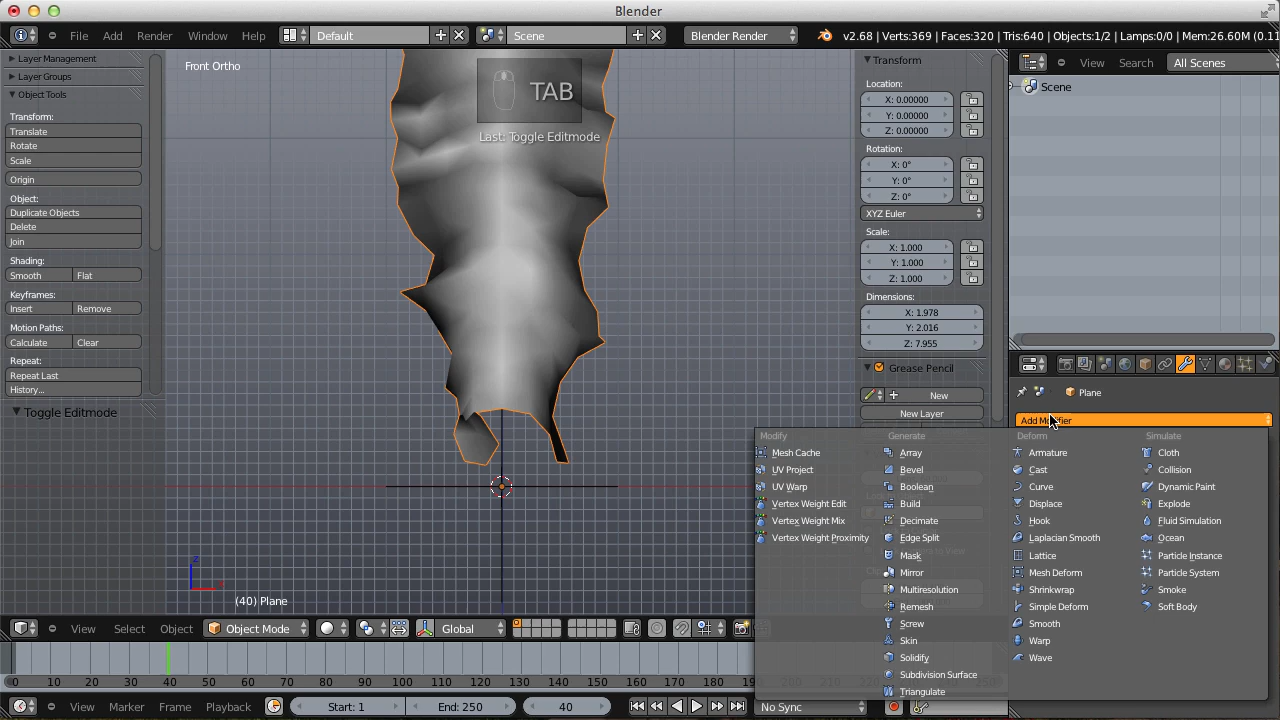 Blender
File Add Render Window Help Default Scene Blender Render v2.68 | Verts:369 | Faces:320 | Tris:640 | Objects:1/2 | Lamps:0/0 | Mem:26.60M (0.11
Layer Management
Layer Groups
Object Tools
Transform:
Translate
Rotate
Scale
Origin
Object:
Duplicate Objects
Delete
Join
Shading:
Smooth Flat
Keyframes:
Insert Remove
Motion Paths:
Calculate Clear
Repeat:
Repeat Last
History...
Toggle Editmode
Front Ortho
TAB
Last: Toggle Editmode
z
(40) Plane
Transform
Location:
X: 0.00000
Y: 0.00000
Z: 0.00000
Rotation:
X: 0°
Y: 0°
Z: 0°
XYZ Euler
Scale:
X: 1.000
Y: 1.000
Z: 1.000
Dimensions:
X: 1.978
Y: 2.016
Z: 7.955
Grease Pencil
New
New Layer
View Search All Scenes
Scene
Plane
Add Modifier
Modify
Mesh Cache
UV Project
UV Warp
Vertex Weight Edit
Vertex Weight Mix
Vertex Weight Proximity
Generate
Array
Bevel
Boolean
Build
Decimate
Edge Split
Mask
Mirror
Multiresolution
Remesh
Screw
Skin
Solidify
Subdivision Surface
Triangulate
Deform
Armature
Cast
Curve
Displace
Hook
Laplacian Smooth
Lattice
Mesh Deform
Shrinkwrap
Simple Deform
Smooth
Warp
Wave
Simulate
Cloth
Collision
Dynamic Paint
Explode
Fluid Simulation
Ocean
Particle Instance
Particle System
Smoke
Soft Body
View Select Object Object Mode Global
0 10 20 30 40 50 60 70 80 90 100 110 120 130 140 150 160 170 180
View Marker Frame Playback Start: 1 End: 250 40 No Sync